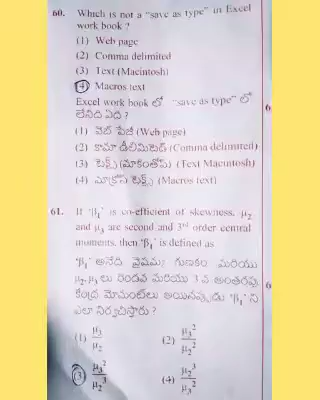 60. Which is not a "save as type" in Excel
work book ?
(1) Web page
(2) Comma delimited
(3) Text (Macintosh)
(4) Macros text
Excel work book లో "save as type" లో
లేనిది ఏది ?
(1) వెబ్ పేజీ (Web page)
(2) కామా డీలిమిటెడ్ (Comma delimited)
(3) టెక్స్ట్ (మాకింతోష్) (Text Macintosh)
(4) మాక్రోస్ టెక్స్ట్ (Macros text)
61. If 'β₁' is co-efficient of skewness, μ₂
and μ₃ are second and 3rd order central
moments, then 'β₁' is defined as
'β₁' అనేది వైషమ్య గుణకం మరియు
μ₂, μ₃ లు రెండవ మరియు 3 వ అంతరపు
కేంద్ర మోమెంట్‌లు అయినప్పుడు 'β₁' ని
ఎలా నిర్వచిస్తారు ?
(1) μ₃/μ₂ (2) μ₃²/μ₂²
(3) μ₃²/μ₂³ (4) μ₂³/μ₃²
6
6